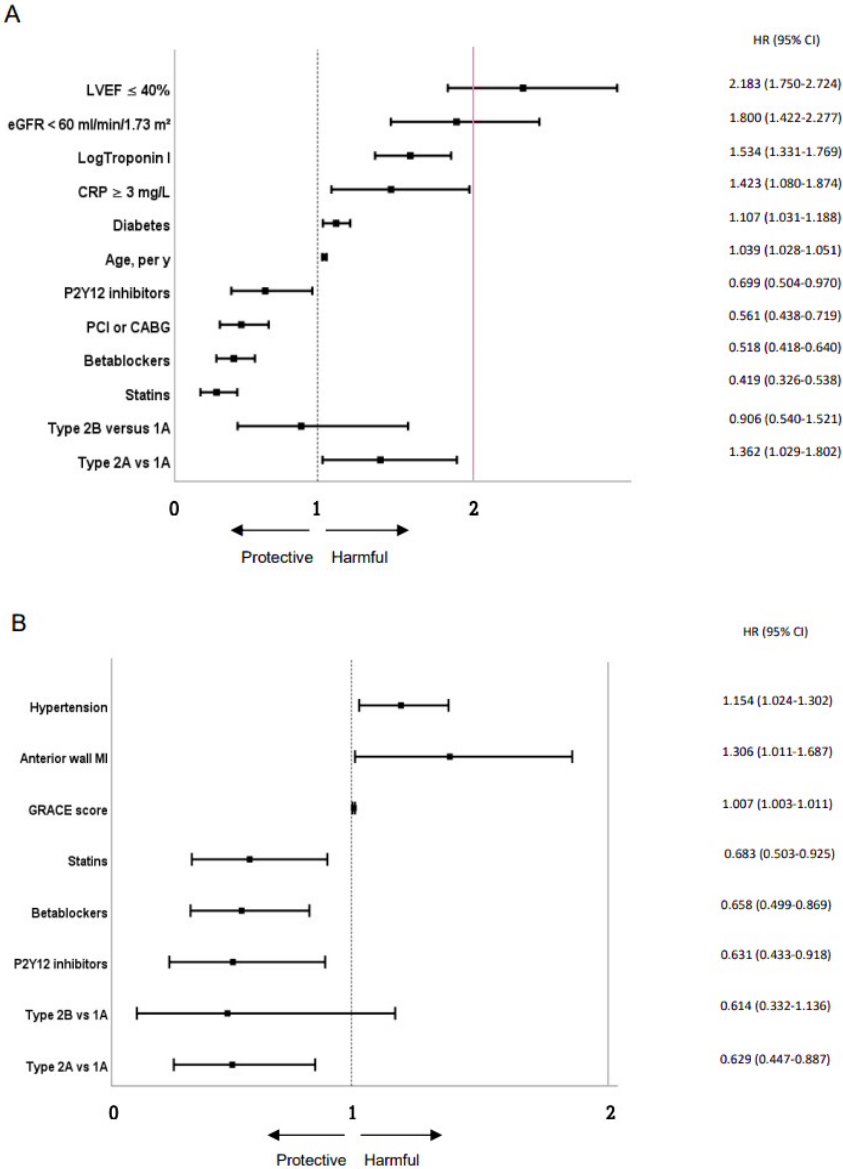 A
HR (95% CI)
LVEF ≤ 40% 2.183 (1.750-2.724)
eGFR < 60 ml/min/1.73 m² 1.800 (1.422-2.277)
LogTroponin I 1.534 (1.331-1.769)
CRP ≥ 3 mg/L 1.423 (1.080-1.874)
Diabetes 1.107 (1.031-1.188)
Age, per y 1.039 (1.028-1.051)
P2Y12 inhibitors 0.699 (0.504-0.970)
PCI or CABG 0.561 (0.438-0.719)
Betablockers 0.518 (0.418-0.640)
Statins 0.419 (0.326-0.538)
Type 2B versus 1A 0.906 (0.540-1.521)
Type 2A vs 1A 1.362 (1.029-1.802)
0 1 2
Protective Harmful
B
HR (95% CI)
Hypertension 1.154 (1.024-1.302)
Anterior wall MI 1.306 (1.011-1.687)
GRACE score 1.007 (1.003-1.011)
Statins 0.683 (0.503-0.925)
Betablockers 0.658 (0.499-0.869)
P2Y12 inhibitors 0.631 (0.433-0.918)
Type 2B vs 1A 0.614 (0.332-1.136)
Type 2A vs 1A 0.629 (0.447-0.887)
0 1 2
Protective Harmful